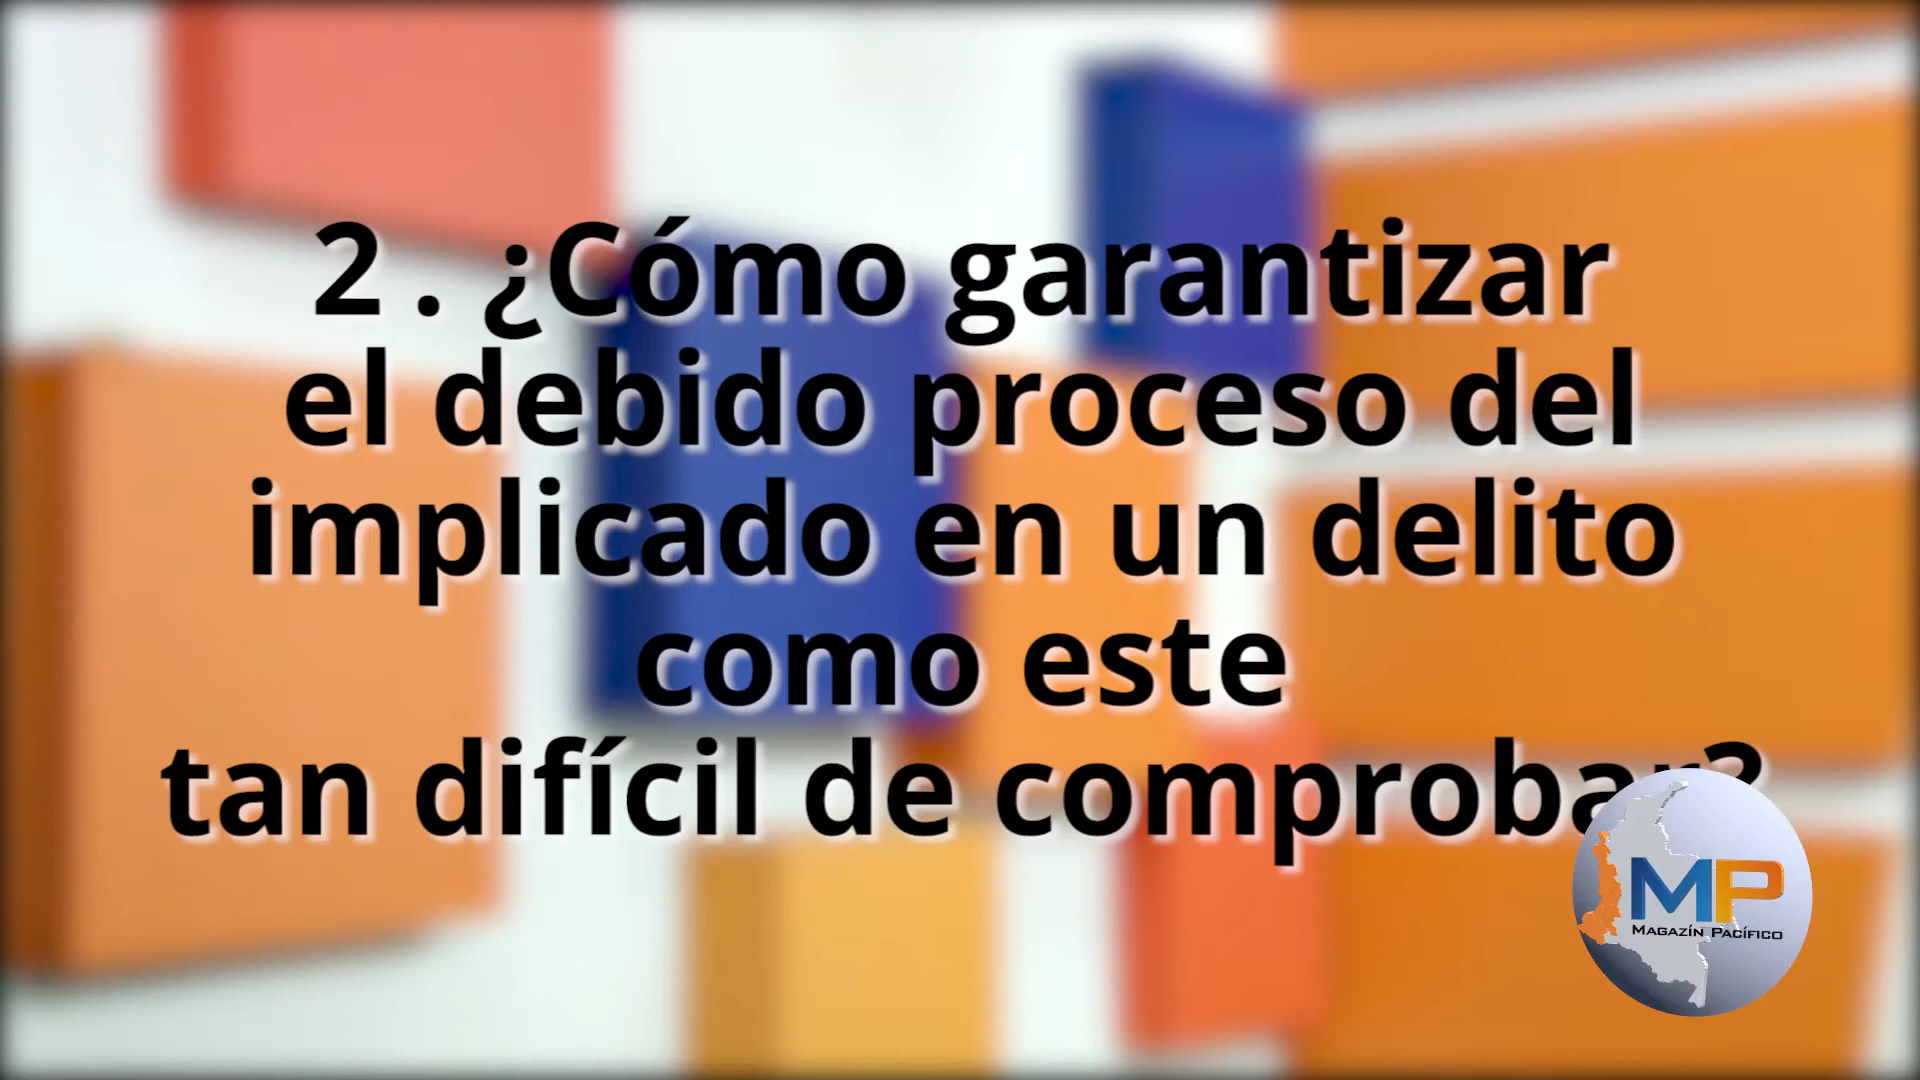 2 . ¿Cómo garantizar
el debido proceso del
implicado en un delito
como este
tan difícil de comprobar?
MP
MAGAZÍN PACÍFICO